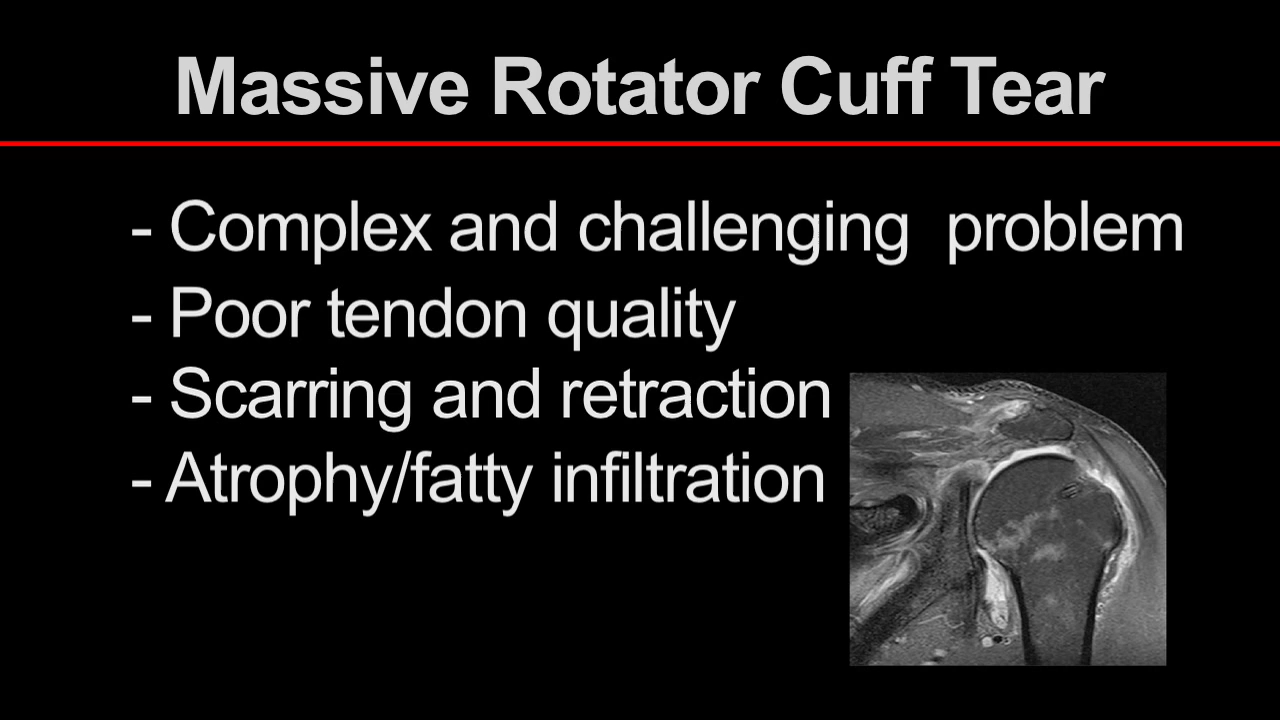 Massive Rotator Cuff Tear
- Complex and challenging  problem
- Poor tendon quality
- Scarring and retraction
- Atrophy/fatty infiltration